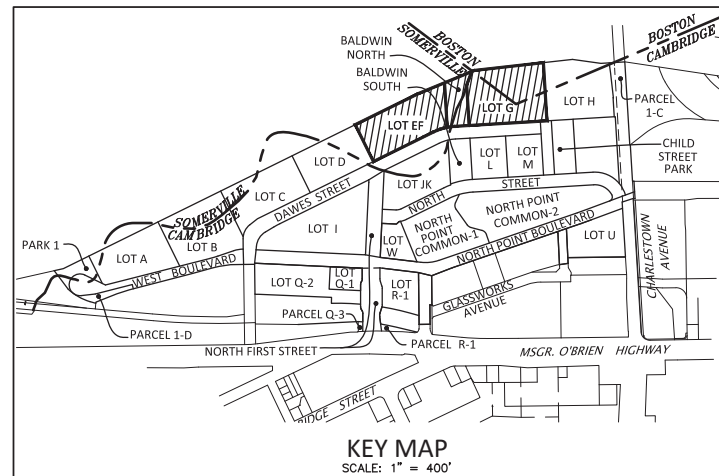 BALDWIN
NORTH
BOSTON
SOMERVILLE
BOSTON
CAMBRIDGE
BALDWIN
SOUTH
LOT G
LOT EF
LOT H
PARCEL
1-C
LOT D
LOT L
LOT M
CHILD
STREET
PARK
LOT C
LOT JK
NORTH STREET
DAWES STREET
SOMERVILLE
CAMBRIDGE
LOT B
LOT A
PARK 1
LOT I
NORTH
POINT
COMMON-1
NORTH POINT
COMMON-2
LOT W
NORTH POINT BOULEVARD
LOT U
CHARLESTOWN
AVENUE
WEST BOULEVARD
LOT Q-2
LOT
Q-1
LOT
R-1
GLASSWORKS
AVENUE
PARCEL 1-D
PARCEL Q-3
NORTH FIRST STREET
PARCEL R-1
MSGR. O'BRIEN HIGHWAY
RIDGE STREET
KEY MAP
SCALE: 1" = 400'